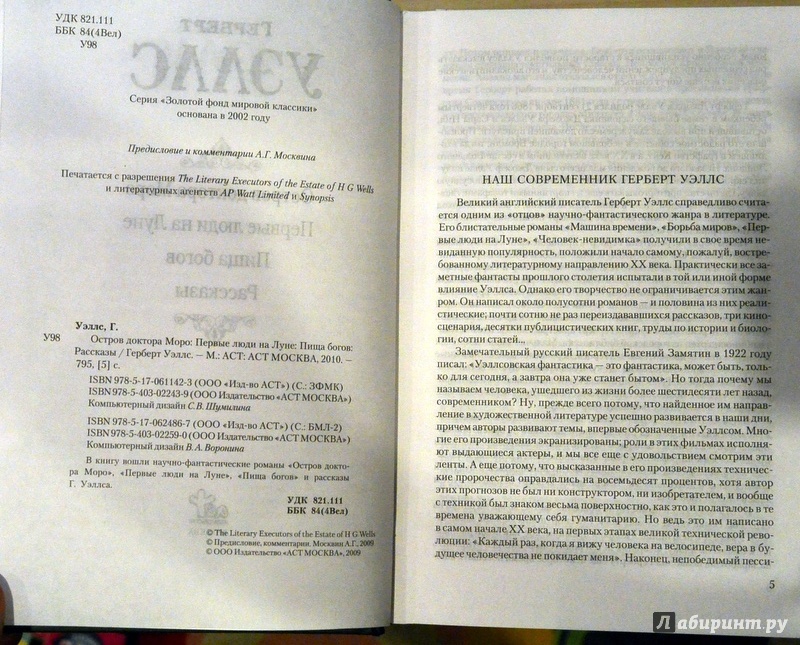 УДК 821.111
ББК 84(4Вел)
У98
Серия «Золотой фонд мировой классики»
основана в 2002 году
Предисловие и комментарии А.Г. Москвина
Печатается с разрешения The Literary Executors of the Estate of H G Wells
и литературных агентств AP Watt Limited и Synopsis
Уэллс, Г.
У98 Остров доктора Моро: Первые люди на Луне: Пища богов:
Рассказы / Герберт Уэллс. – М.: АСТ: АСТ МОСКВА, 2010. –
795, [5] с.
ISBN 978-5-17-061142-3 (ООО «Изд-во АСТ») (С.: ЗФМК)
ISBN 978-5-403-02243-9 (ООО Издательство «АСТ МОСКВА»)
Компьютерный дизайн С.В. Шумилина
ISBN 978-5-17-062486-7 (ООО «Изд-во АСТ») (С.: БМЛ-2)
ISBN 978-5-403-02259-0 (ООО Издательство «АСТ МОСКВА»)
Компьютерный дизайн В.А. Воронина
В книгу вошли научно-фантастические романы «Остров докто-
ра Моро», «Первые люди на Луне», «Пища богов» и рассказы
Г. Уэллса.
УДК 821.111
ББК 84(4Вел)
© The Literary Executors of the Estate of H G Wells
© Предисловие, комментарии. Москвин А.Г., 2009
© ООО Издательство «АСТ МОСКВА», 2009
НАШ СОВРЕМЕННИК ГЕРБЕРТ УЭЛЛС
Великий английский писатель Герберт Уэллс справедливо счита-
ется одним из «отцов» научно-фантастического жанра в литературе.
Его блистательные романы «Машина времени», «Борьба миров», «Пер-
вые люди на Луне», «Человек-невидимка» получили в свое время не-
виданную популярность, положили начало самому, пожалуй, востре-
бованному литературному направлению XX века. Практически все за-
метные фантасты прошлого столетия испытали в той или иной форме
влияние Уэллса. Однако его творчество не ограничивается этим жан-
ром. Он написал около полусотни романов — и половина из них реали-
стические; почти сотню не раз переиздававшихся рассказов, три кино-
сценария, десятки публицистических книг, труды по истории и биоло-
гии, сотни статей...
Замечательный русский писатель Евгений Замятин в 1922 году
писал: «Уэллсовская фантастика — это фантастика, может быть, толь-
ко для сегодня, а завтра она уже станет бытом». Но тогда почему мы
называем человека, ушедшего из жизни более шестидесяти лет назад,
современником? Ну, прежде всего потому, что найденное им направле-
ние в художественной литературе успешно развивается в наши дни,
причем авторы развивают темы, впервые обозначенные Уэллсом. Мно-
гие его произведения экранизированы; роли в этих фильмах исполня-
ют выдающиеся актеры, и мы все еще с удовольствием смотрим эти
ленты. А еще потому, что высказанные в его произведениях техничес-
кие пророчества оправдались на восемьдесят процентов, хотя автор
этих прогнозов не был ни конструктором, ни изобретателем, и вообще
с техникой был знаком весьма поверхностно, как это и полагалось в те
времена уважающему себя гуманитарию. Но ведь это им написано
в самом начале XX века, на первых этапах великой технической рево-
люции: «Каждый раз, когда я вижу человека на велосипеде, вера в бу-
дущее человечества не покидает меня». Наконец, непобедимый песси-
5
Лабиринт.ру